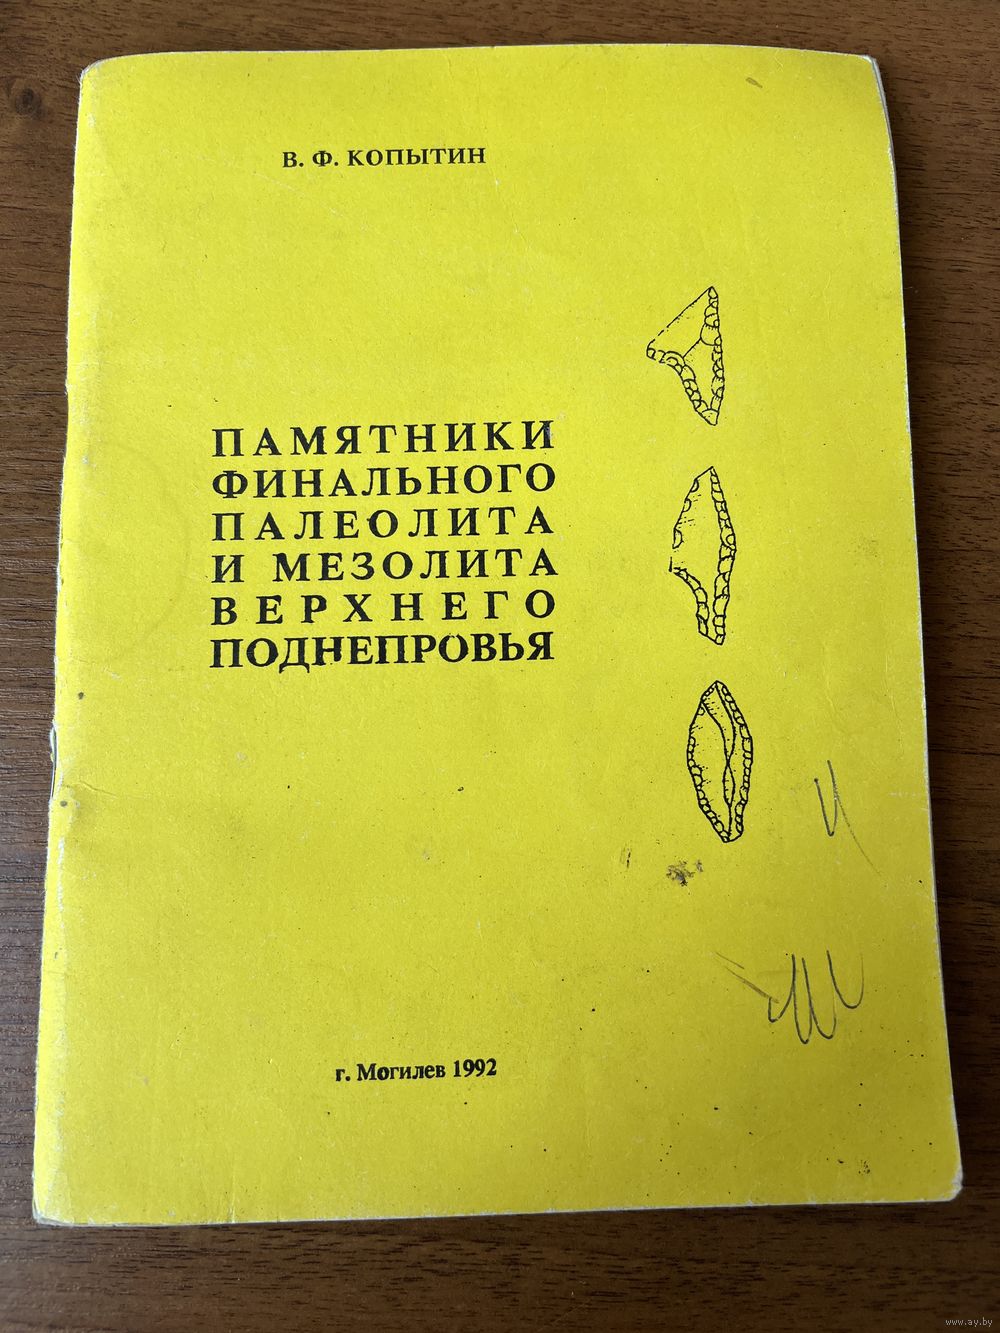 В. Ф. КОПЫТИН
ПАМЯТНИКИ
ФИНАЛЬНОГО
ПАЛЕОЛИТА
И МЕЗОЛИТА
ВЕРХНЕГО
ПОДНЕПРОВЬЯ
г. Могилев 1992
www.ay.by